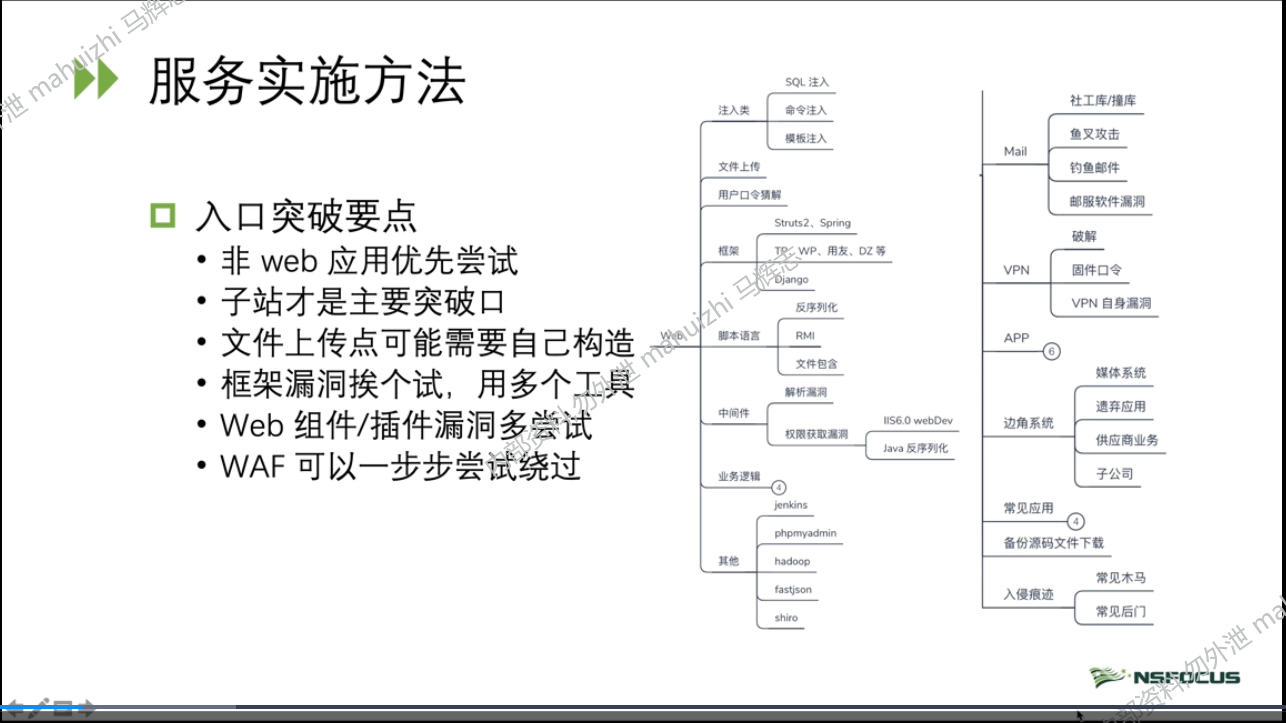 服务实施方法
入口突破要点
• 非 web 应用优先尝试
• 子站才是主要突破口
• 文件上传点可能需要自己构造
• 框架漏洞挨个试，用多个工具
• Web 组件/插件漏洞多尝试
• WAF 可以一步步尝试绕过
Web
注入类
SQL 注入
命令注入
模板注入
文件上传
用户口令猜解
框架
Struts2、Spring
TP、WP、用友、DZ 等
Django
脚本语言
反序列化
RMI
文件包含
中间件
解析漏洞
权限获取漏洞
IIS6.0 webDev
Java 反序列化
业务逻辑
4
其他
jenkins
phpmyadmin
hadoop
fastjson
shiro
Mail
社工库/撞库
鱼叉攻击
钓鱼邮件
邮服软件漏洞
VPN
破解
固件口令
VPN 自身漏洞
APP
6
边角系统
媒体系统
遗弃应用
供应商业务
子公司
常见应用
4
备份源码文件下载
入侵痕迹
常见木马
常见后门
NSFOCUS
泄 mahuizhi 马辉志
内部资料 勿外泄 mahuizhi 马辉志
内部资料 勿外泄 mah